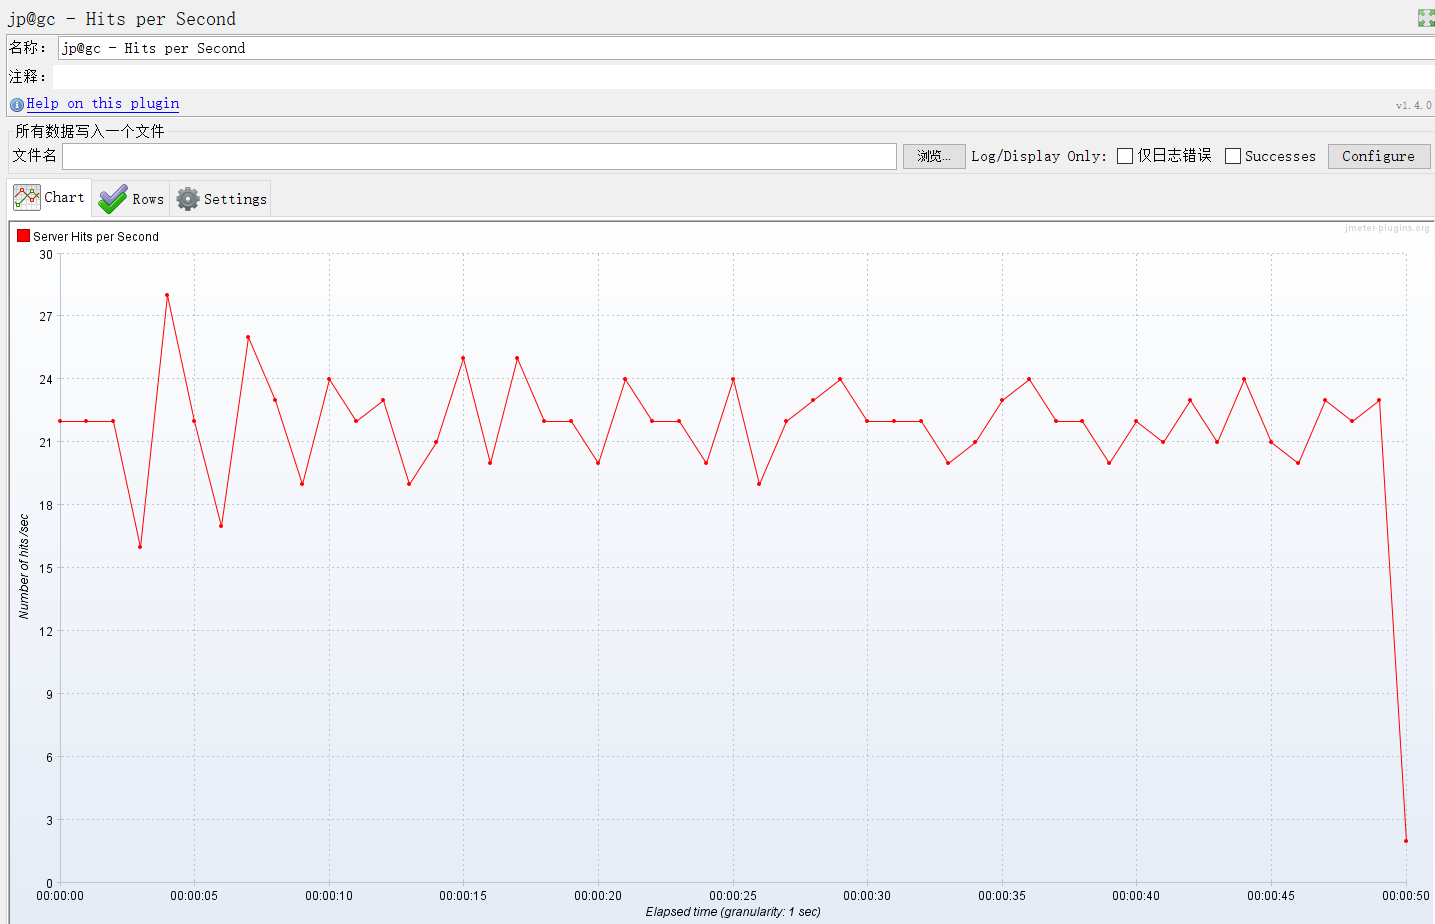 jp@gc - Hits per Second
名称： jp@gc - Hits per Second
注释：
Help on this plugin
v1.4.0
所有数据写入一个文件
文件名 浏览... Log/Display Only: 仅日志错误 Successes Configure
Chart Rows Settings
Server Hits per Second
jmeter-plugins.org
30
27
24
21
18
15
12
9
6
3
0
Number of hits /sec
00:00:00 00:00:05 00:00:10 00:00:15 00:00:20 00:00:25 00:00:30 00:00:35 00:00:40 00:00:45 00:00:50
Elapsed time (granularity: 1 sec)